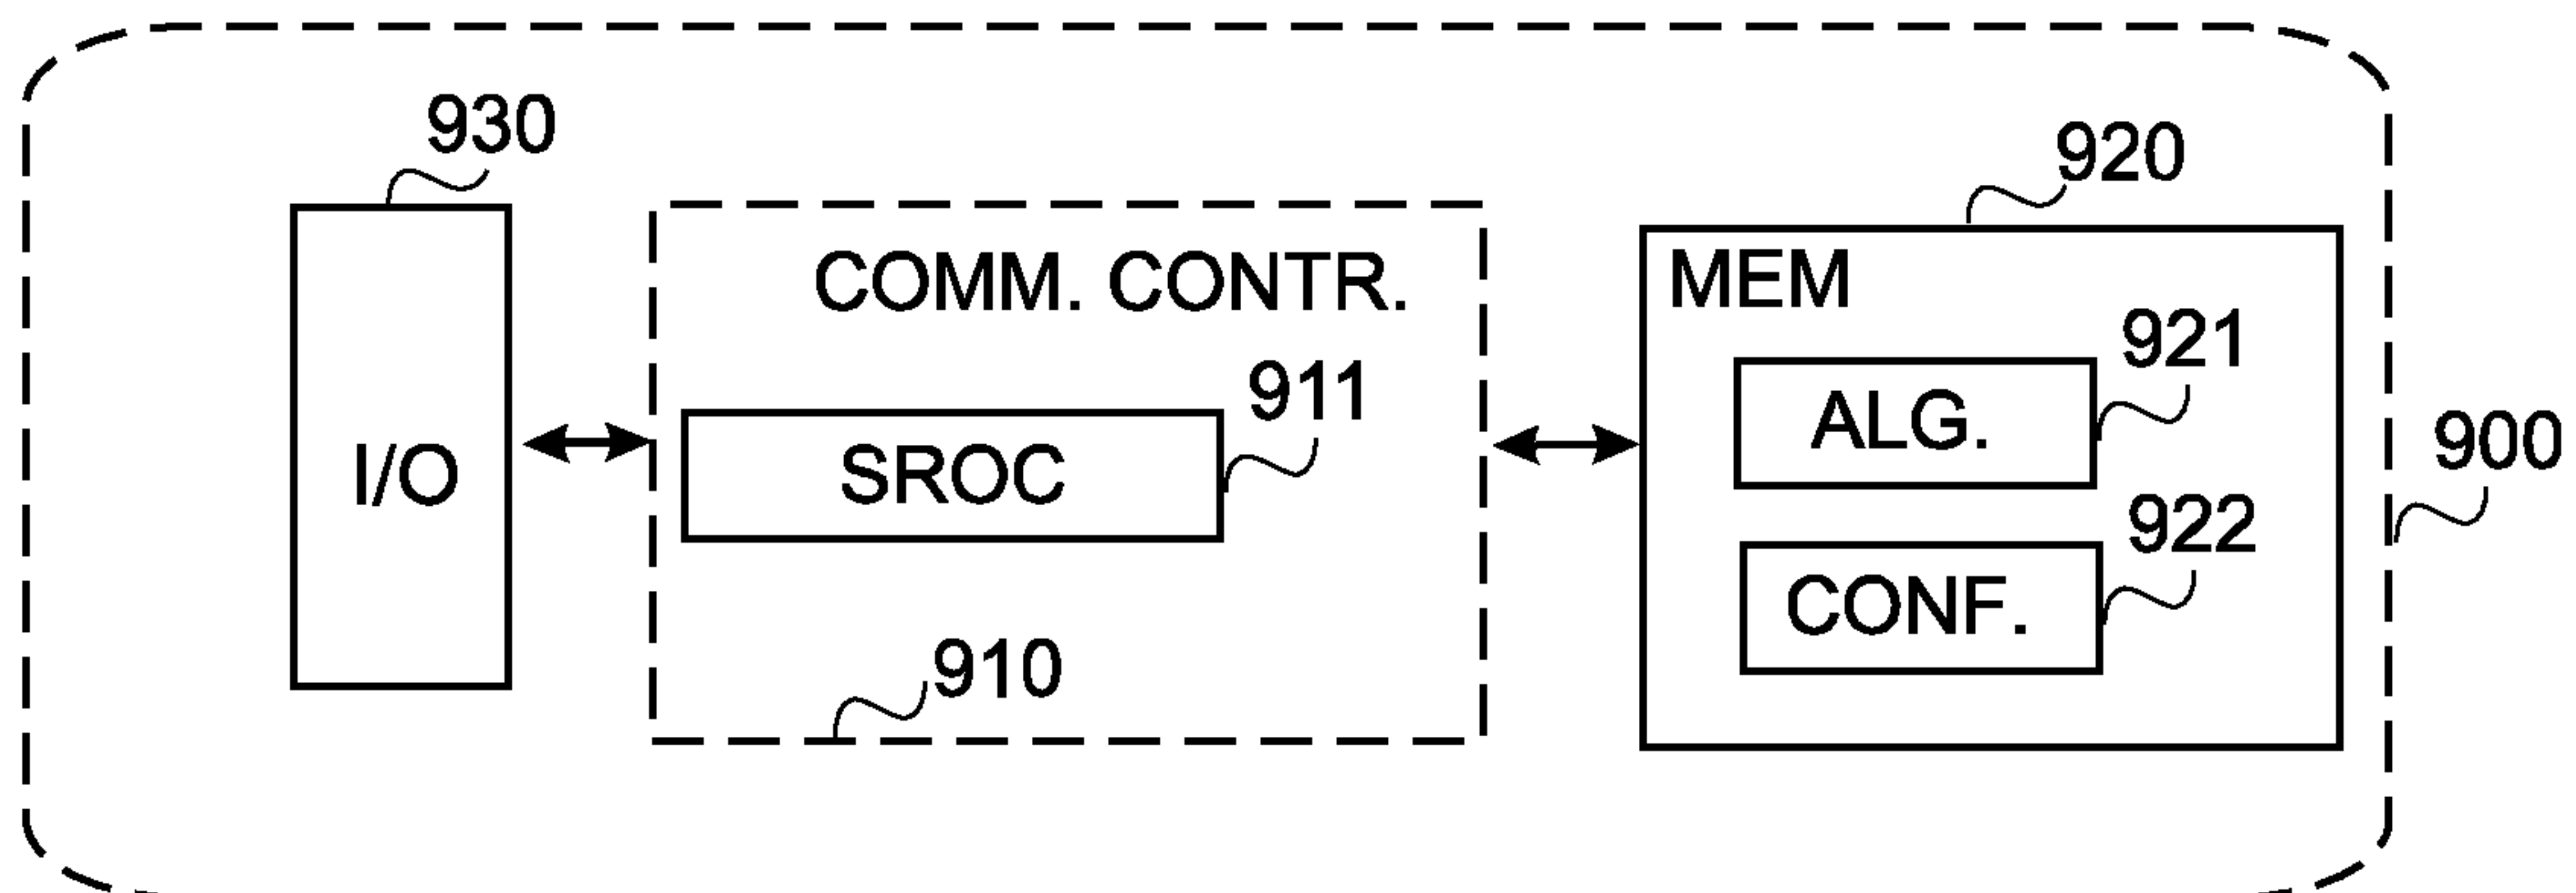 930
920
COMM. CONTR.
MEM
921
911
ALG.
900
I/O
SROC
922
CONF.
910